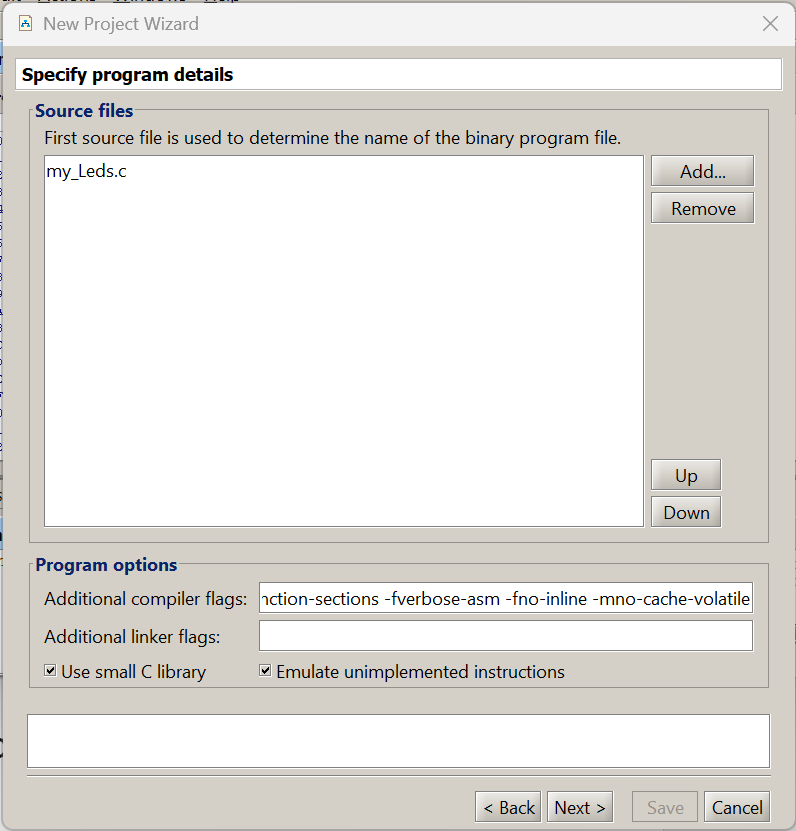 New Project Wizard
Specify program details
Source files
First source file is used to determine the name of the binary program file.
my_Leds.c
Add...
Remove
Up
Down
Program options
Additional compiler flags: nction-sections -fverbose-asm -fno-inline -mno-cache-volatile
Additional linker flags:
Use small C library Emulate unimplemented instructions
< Back Next > Save Cancel